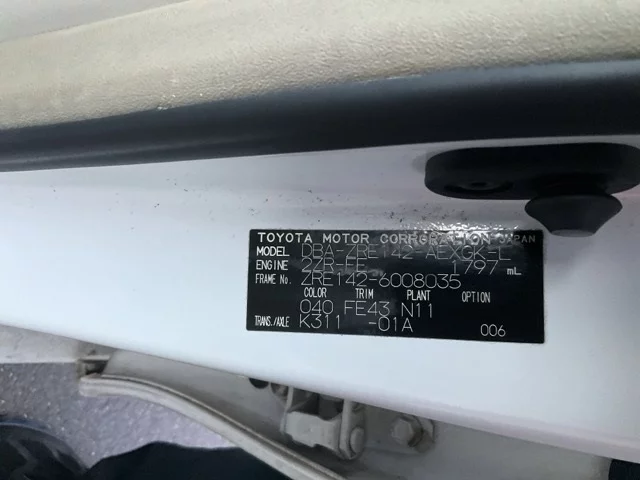 TOYOTA MOTOR CORPORATION JAPAN
MODEL DBA-ZRE142-AEXGK-E
ENGINE 2ZR-FE 1797 mL
FRAME No. ZRE142-6008035
COLOR TRIM PLANT OPTION
040 FE43 N11
TRANS./AXLE K311 -01A 006